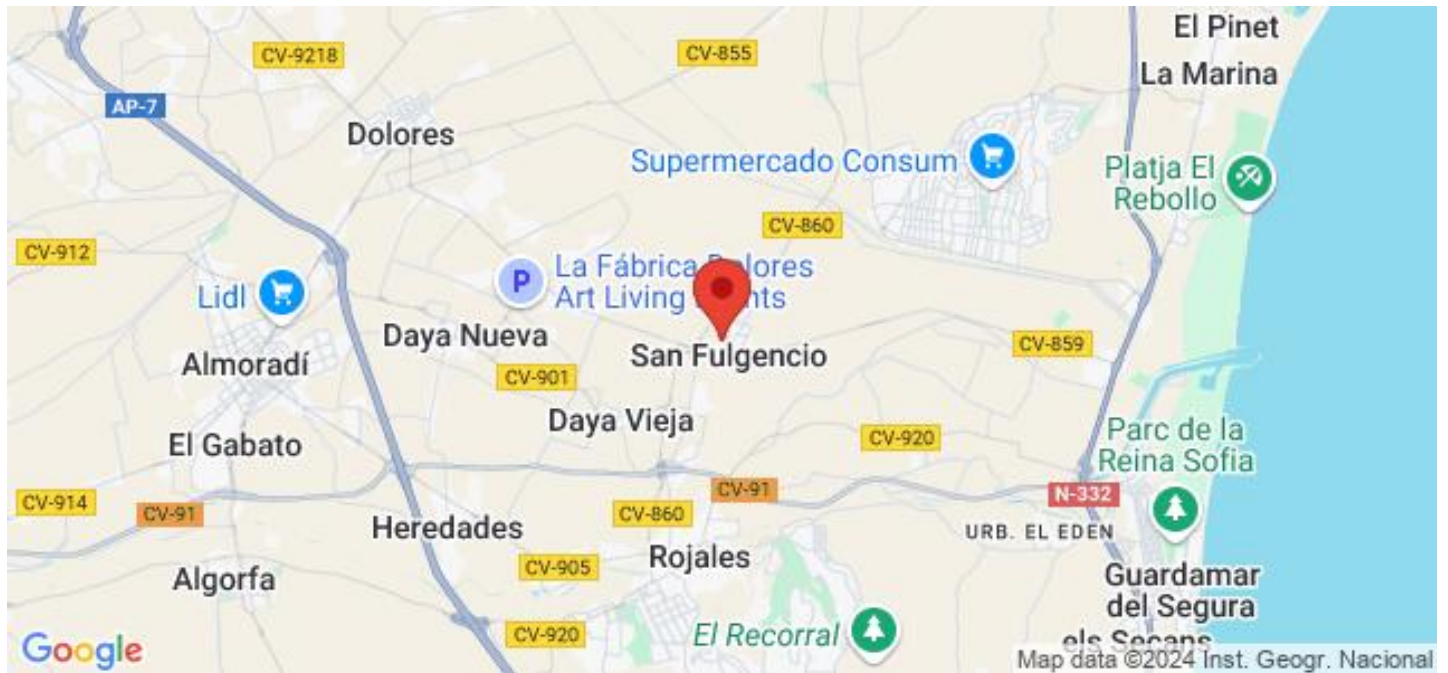 El Pinet
CV-9218
CV-855
La Marina
AP-7
Dolores
Supermercado Consum
Platja El
Rebollo
CV-860
CV-912
La Fábrica Dolores
Art Living
P
Lidl
Daya Nueva
San Fulgencio
CV-859
Almoradí
CV-901
Daya Vieja
Parc de la
Reina Sofia
El Gabato
CV-920
CV-914
CV-91
CV-91
N-332
CV-860
Heredades
URB. EL EDEN
Rojales
CV-905
Algorfa
Guardamar
del Segura
CV-920
El Recorral
els Secans
Google
Map data ©2024 Inst. Geogr. Nacional